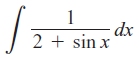 ∫ 1 / (2 + sin x) dx